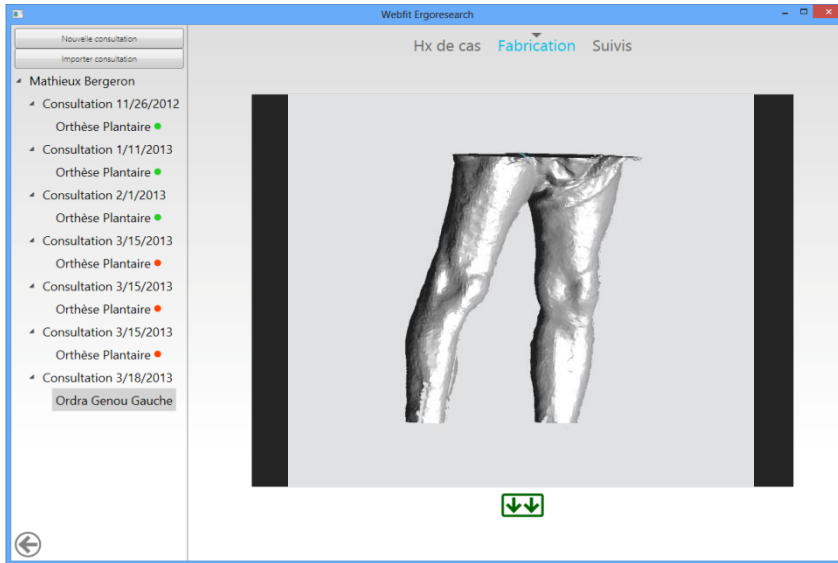 Webfit Ergoresearch
Nouvelle consultation
Importer consultation
Mathieux Bergeron
Consultation 11/26/2012
Orthèse Plantaire
Consultation 1/11/2013
Orthèse Plantaire
Consultation 2/1/2013
Orthèse Plantaire
Consultation 3/15/2013
Orthèse Plantaire
Consultation 3/15/2013
Orthèse Plantaire
Consultation 3/15/2013
Orthèse Plantaire
Consultation 3/18/2013
Ordra Genou Gauche
Hx de cas Fabrication Suivis